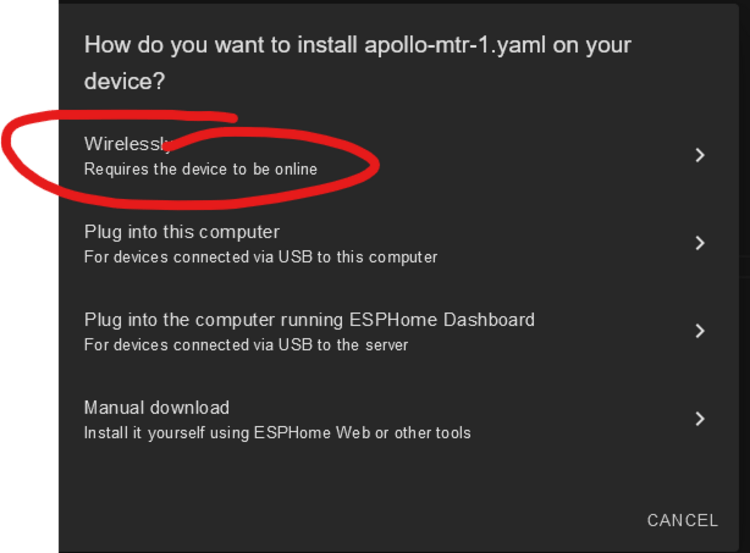 How do you want to install apollo-mtr-1.yaml on your
device?
Wirelessly
Requires the device to be online
Plug into this computer
For devices connected via USB to this computer
Plug into the computer running ESPHome Dashboard
For devices connected via USB to the server
Manual download
Install it yourself using ESPHome Web or other tools
CANCEL